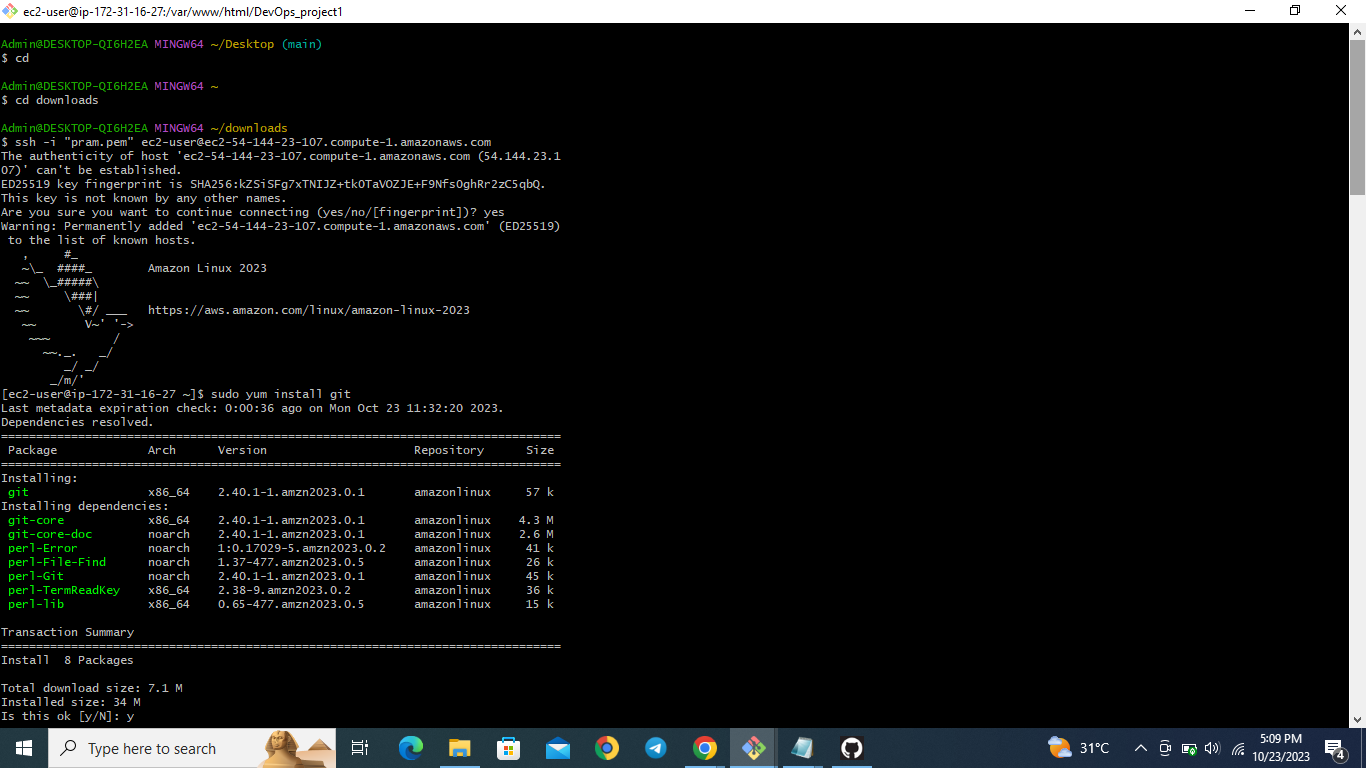 ec2-user@ip-172-31-16-27:/var/www/html/DevOps_project1
Admin@DESKTOP-QI6H2EA MINGW64 ~/Desktop (main)
$ cd
Admin@DESKTOP-QI6H2EA MINGW64 ~
$ cd downloads
Admin@DESKTOP-QI6H2EA MINGW64 ~/downloads
$ ssh -i "pram.pem" ec2-user@ec2-54-144-23-107.compute-1.amazonaws.com
The authenticity of host 'ec2-54-144-23-107.compute-1.amazonaws.com (54.144.23.1
07)' can't be established.
ED25519 key fingerprint is SHA256:kZSiSFg7xTNIJZ+tkOTaVOZJE+F9NfsOghRr2zC5qbQ.
This key is not known by any other names.
Are you sure you want to continue connecting (yes/no/[fingerprint])? yes
Warning: Permanently added 'ec2-54-144-23-107.compute-1.amazonaws.com' (ED25519)
 to the list of known hosts.
   ,     #_
   ~\_  ####_        Amazon Linux 2023
  ~~  \_#####\
  ~~     \###|
  ~~       \#/ ___   https://aws.amazon.com/linux/amazon-linux-2023
   ~~       V~' '->
    ~~~         /
      ~~._.   _/
         _/ _/
       _/m/'
[ec2-user@ip-172-31-16-27 ~]$ sudo yum install git
Last metadata expiration check: 0:00:36 ago on Mon Oct 23 11:32:20 2023.
Dependencies resolved.
================================================================================
 Package             Arch      Version                     Repository      Size
================================================================================
Installing:
 git                 x86_64    2.40.1-1.amzn2023.0.1       amazonlinux     57 k
Installing dependencies:
 git-core            x86_64    2.40.1-1.amzn2023.0.1       amazonlinux    4.3 M
 git-core-doc        noarch    2.40.1-1.amzn2023.0.1       amazonlinux    2.6 M
 perl-Error          noarch    1:0.17029-5.amzn2023.0.2    amazonlinux     41 k
 perl-File-Find      noarch    1.37-477.amzn2023.0.5       amazonlinux     26 k
 perl-Git            noarch    2.40.1-1.amzn2023.0.1       amazonlinux     45 k
 perl-TermReadKey    x86_64    2.38-9.amzn2023.0.2         amazonlinux     36 k
 perl-lib            x86_64    0.65-477.amzn2023.0.5       amazonlinux     15 k
Transaction Summary
================================================================================
Install  8 Packages
Total download size: 7.1 M
Installed size: 34 M
Is this ok [y/N]: y
Type here to search
31°C
5:09 PM
10/23/2023
4